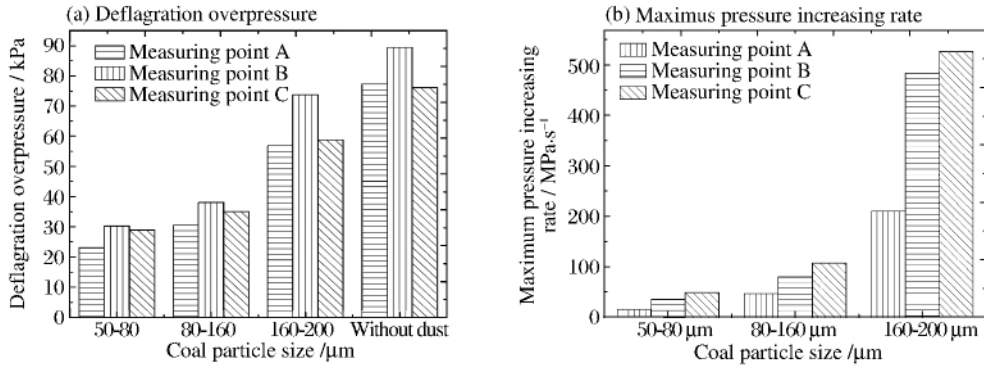 (a) Deflagration overpressure
Deflagration overpressure / kPa
90
80
70
60
50
40
30
20
10
0
Measuring point A
Measuring point B
Measuring point C
50-80
80-160
160-200
Without dust
Coal particle size /μm
(b) Maximus pressure increasing rate
Maximum pressure increasing
rate / MPa·s⁻¹
500
400
300
200
100
0
Measuring point A
Measuring point B
Measuring point C
50-80 μm
80-160 μm
160-200 μm
Coal particle size /μm